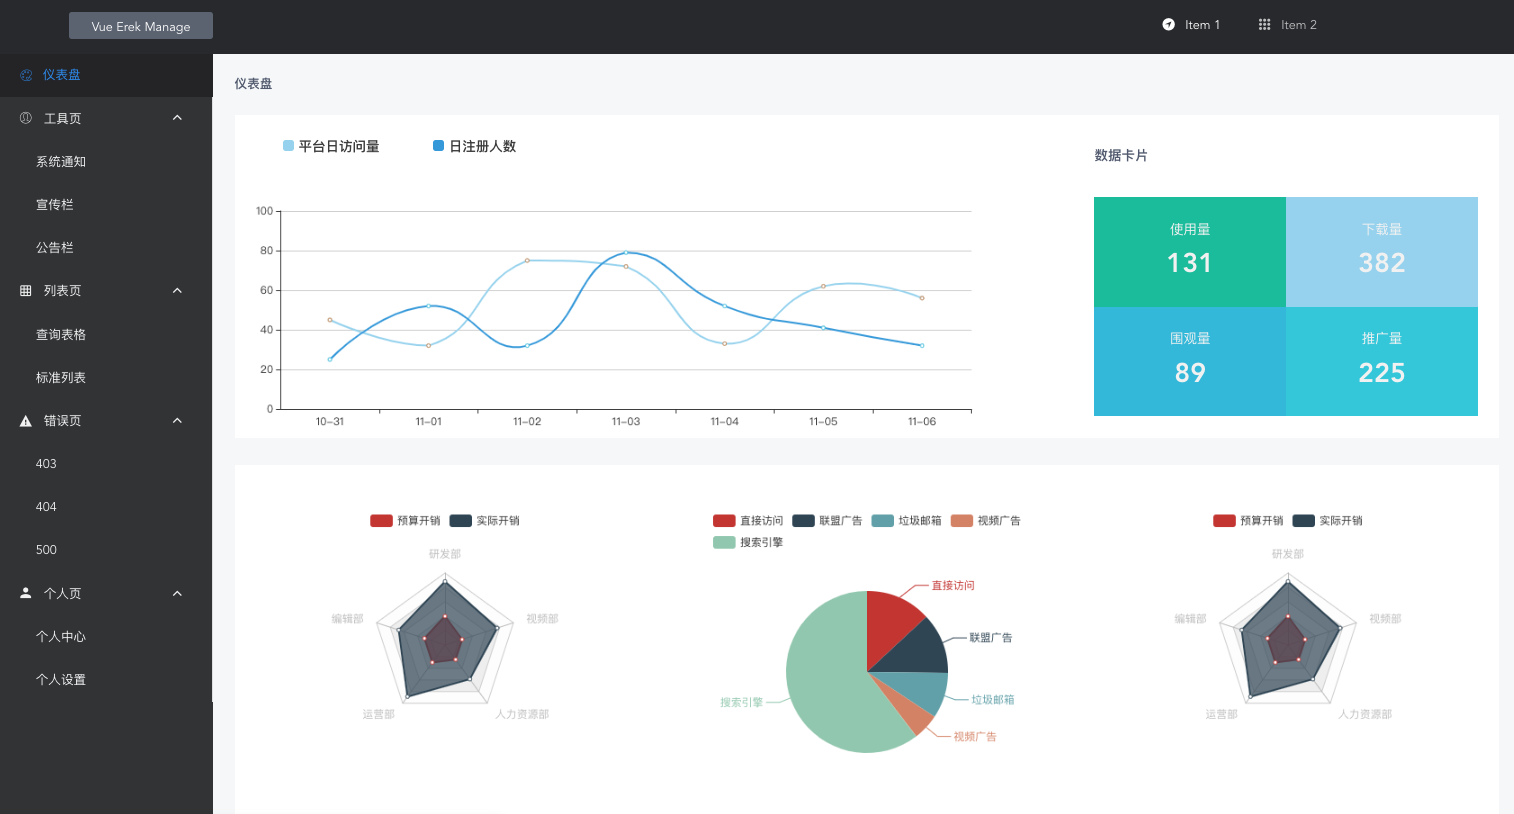 Vue Erek Manage
Item 1
Item 2
仪表盘
工具页
系统通知
宣传栏
公告栏
列表页
查询表格
标准列表
错误页
403
404
500
个人页
个人中心
个人设置
仪表盘
平台日访问量 日注册人数
100
80
60
40
20
0
10-31 11-01 11-02 11-03 11-04 11-05 11-06
数据卡片
使用量
131
下载量
382
围观量
89
推广量
225
预算开销 实际开销
研发部
编辑部
视频部
运营部
人力资源部
直接访问 联盟广告 垃圾邮箱 视频广告
搜索引擎
直接访问
联盟广告
垃圾邮箱
搜索引擎
视频广告
预算开销 实际开销
研发部
编辑部
视频部
运营部
人力资源部